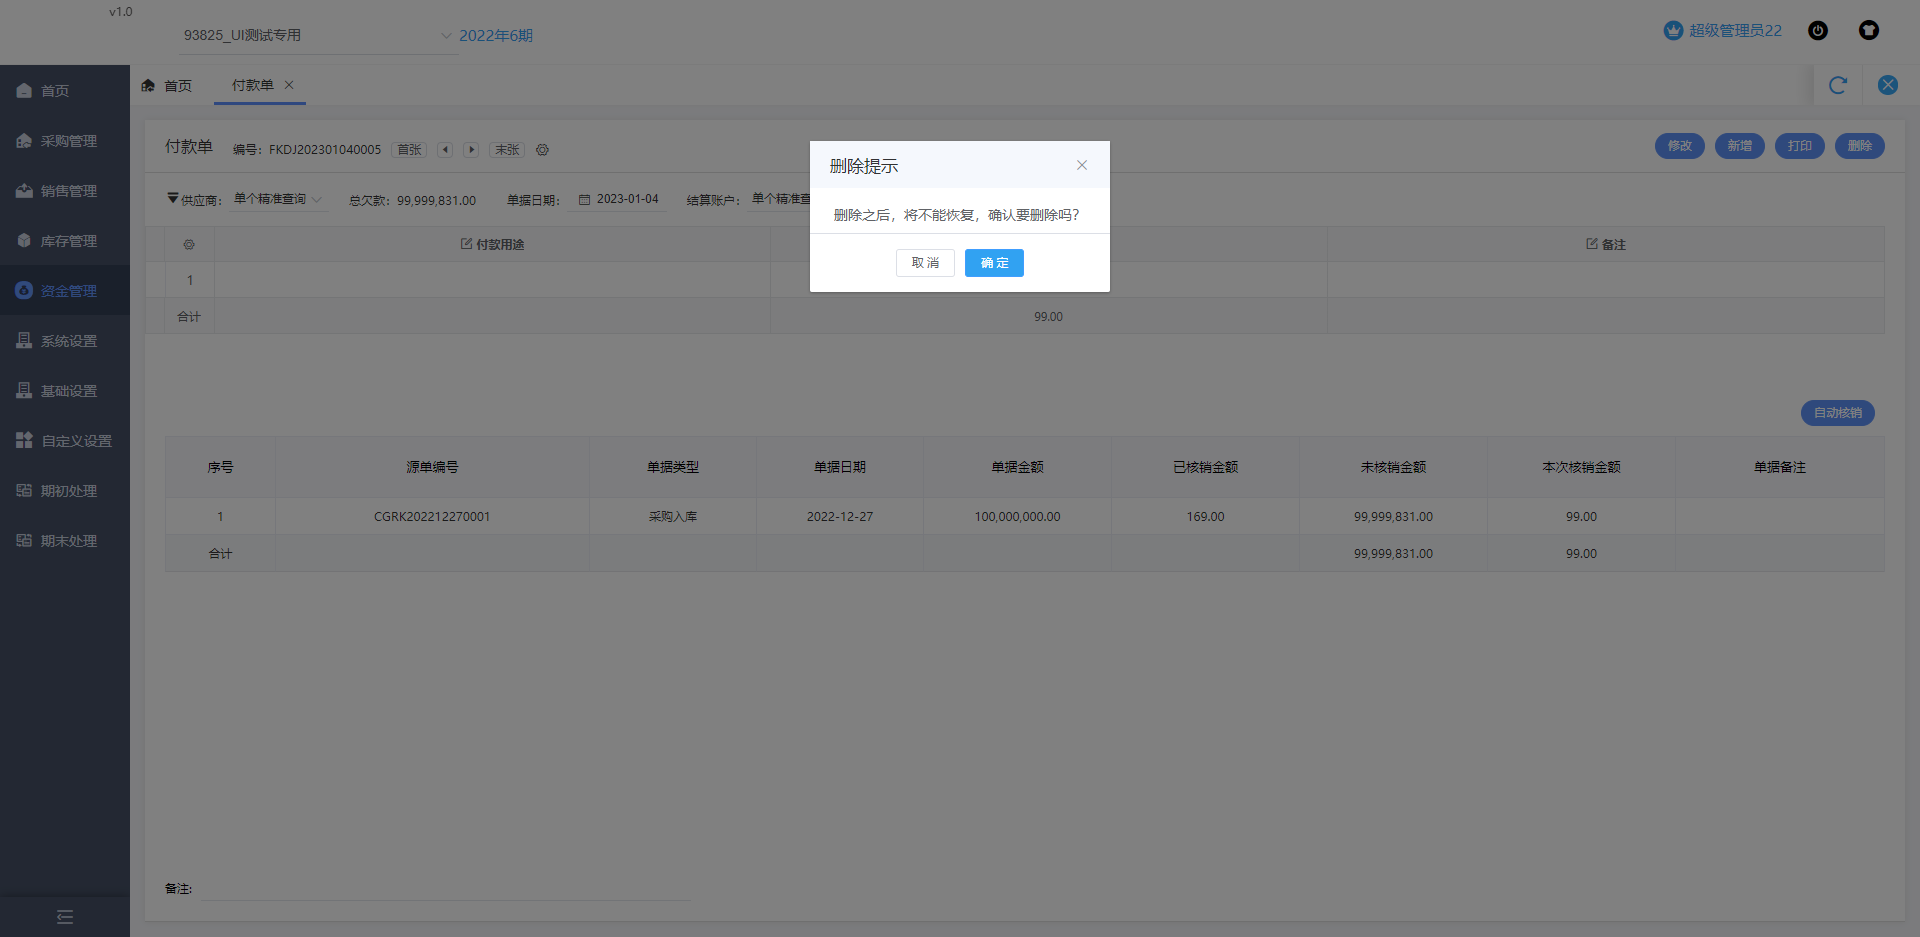 v1.0
93825_UI测试专用
2022年6期
超级管理员22
首页
采购管理
销售管理
库存管理
资金管理
系统设置
基础设置
自定义设置
期初处理
期末处理
首页
付款单
付款单
编号: FKDJ202301040005
首张
末张
修改
新增
打印
删除
供应商:
单个精准查询
总欠款: 99,999,831.00
单据日期:
2023-01-04
结算账户:
单个精准查
删除提示
删除之后，将不能恢复，确认要删除吗?
取 消
确 定
付款用途
备注
1
合计
99.00
自动核销
序号 源单编号 单据类型 单据日期 单据金额 已核销金额 未核销金额 本次核销金额 单据备注
1 CGRK202212270001 采购入库 2022-12-27 100,000,000.00 169.00 99,999,831.00 99.00
合计 99,999,831.00 99.00
备注: